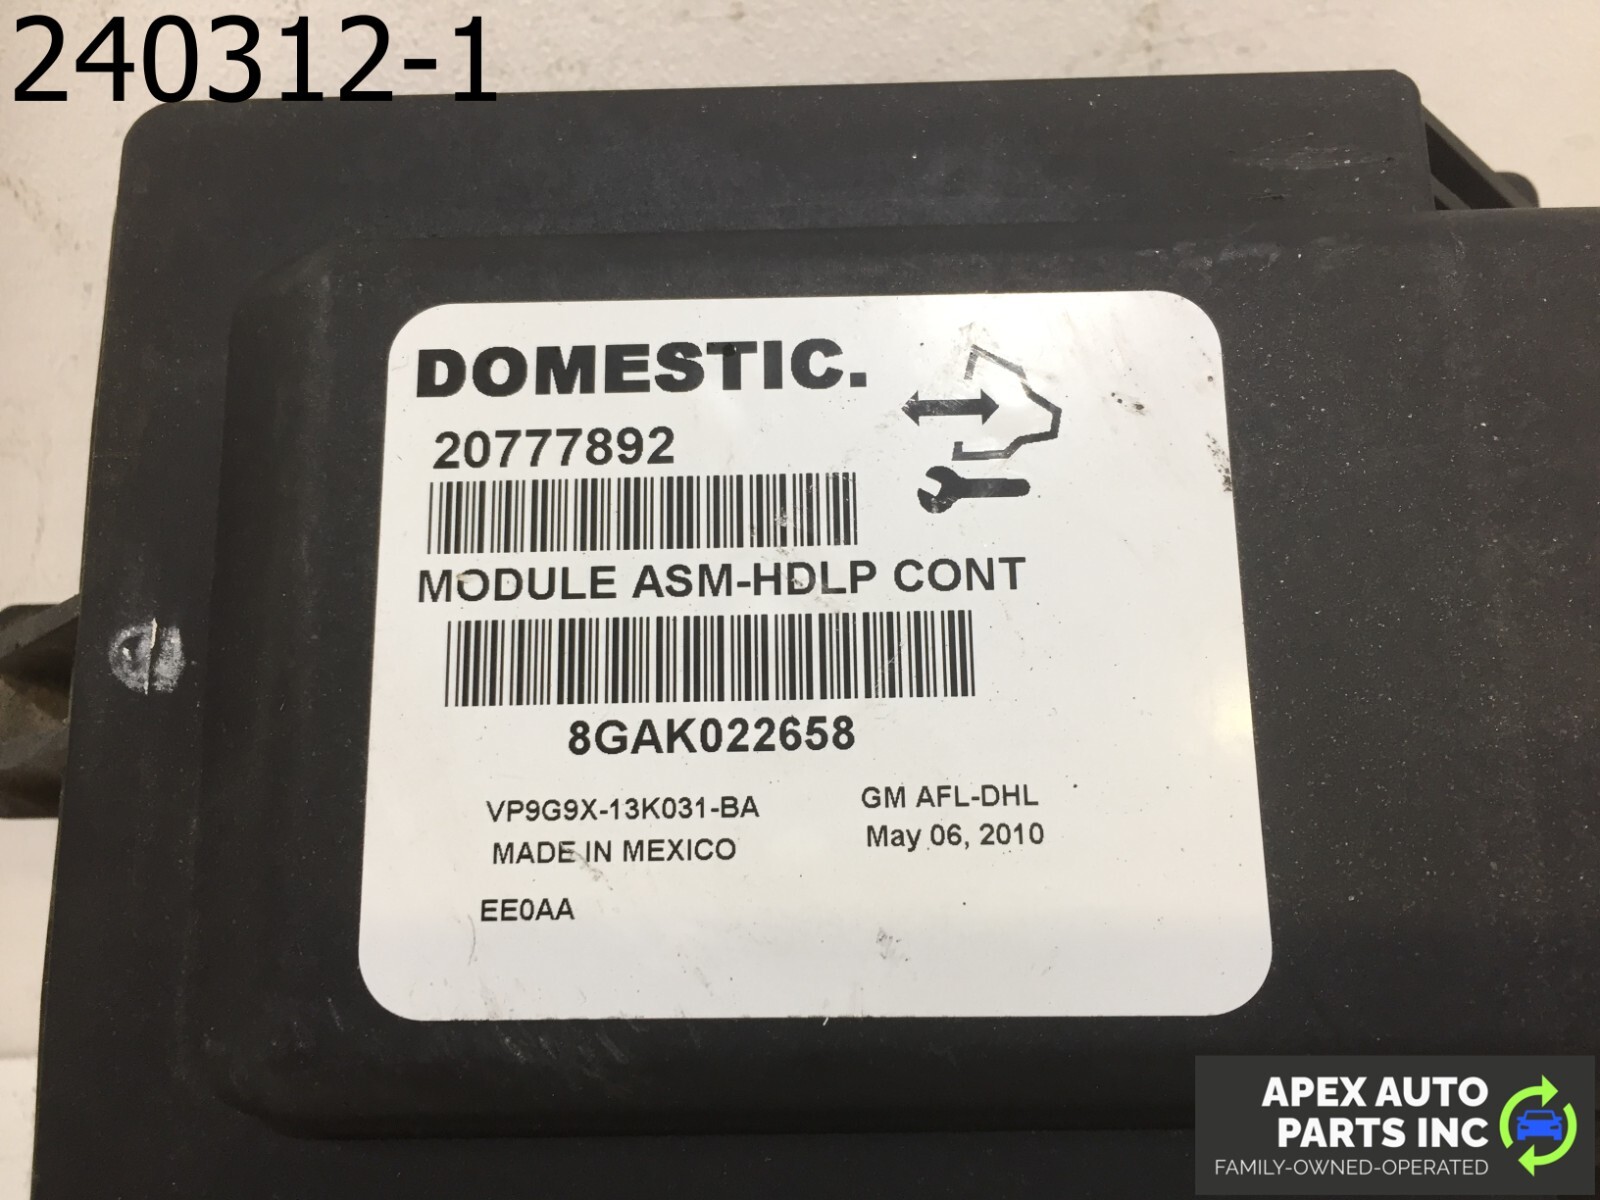 240312-1
DOMESTIC.
20777892
MODULE ASM-HDLP CONT
8GAK022658
VP9G9X-13K031-BA
GM AFL-DHL
MADE IN MEXICO
May 06, 2010
EE0AA
APEX AUTO
PARTS INC
FAMILY-OWNED-OPERATED